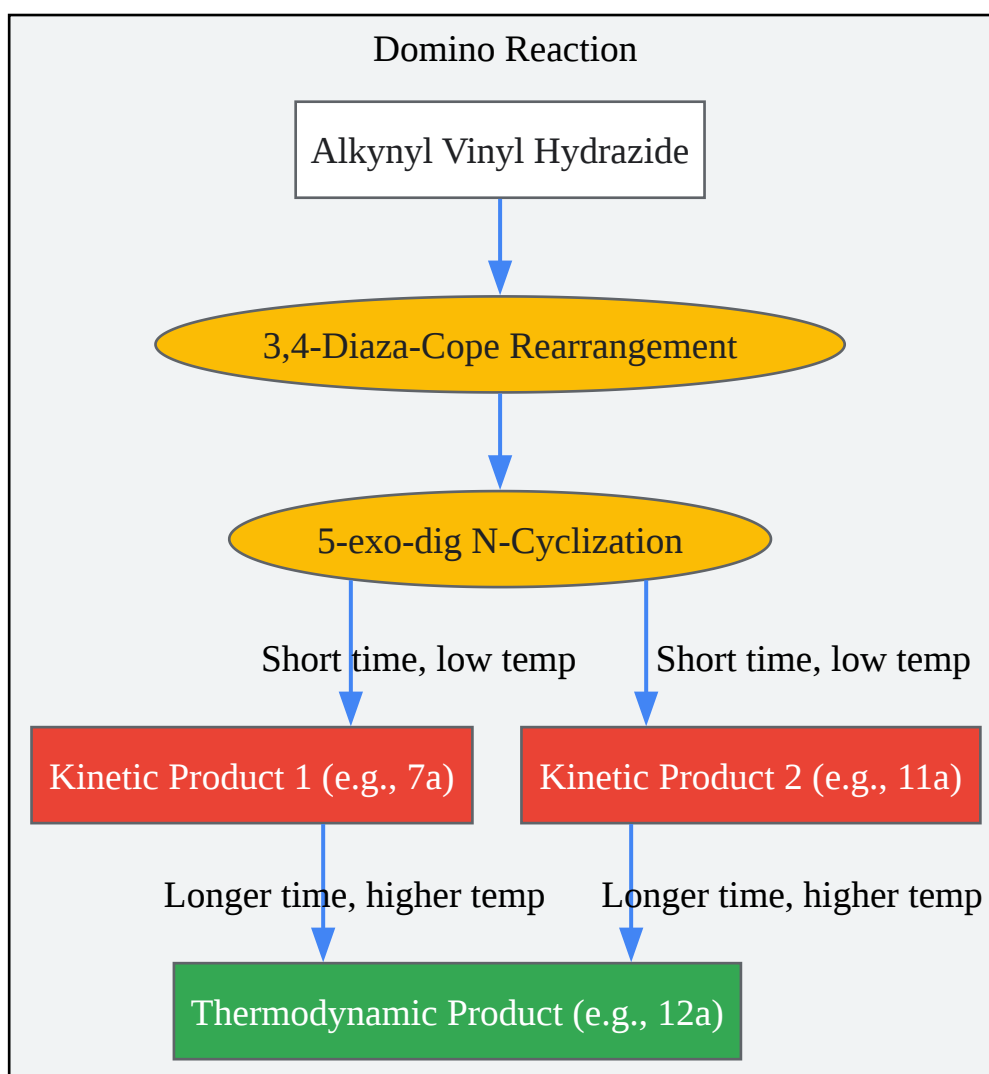 Domino Reaction
Alkynyl Vinyl Hydrazide
3,4-Diaza-Cope Rearrangement
5-exo-dig N-Cyclization
Short time, low temp
Short time, low temp
Kinetic Product 1 (e.g., 7a)
Kinetic Product 2 (e.g., 11a)
Longer time, higher temp
Longer time, higher temp
Thermodynamic Product (e.g., 12a)